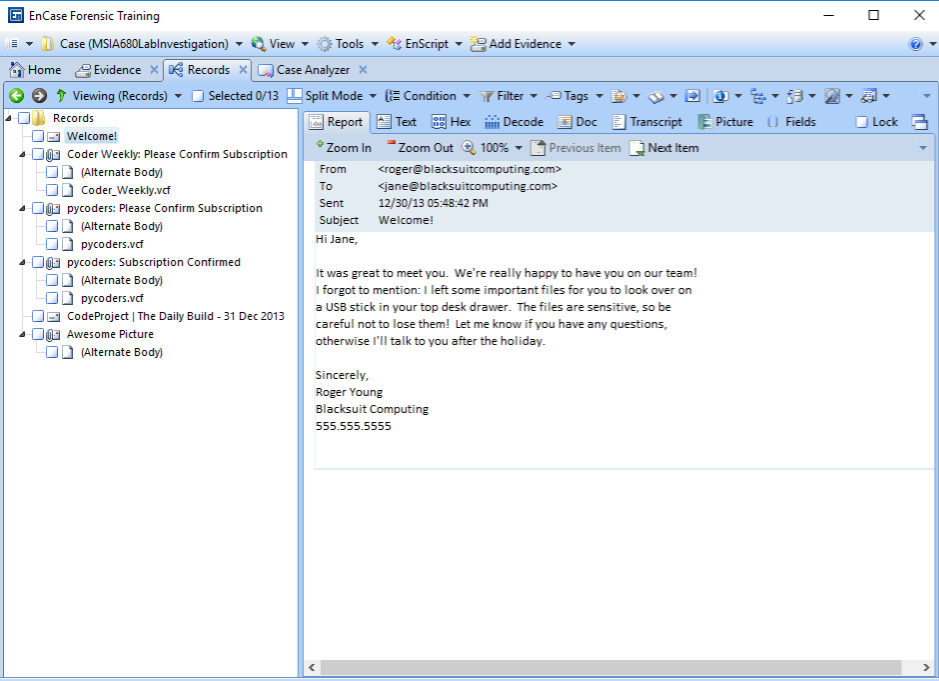 EnCase Forensic Training
Case (MSIA680LabInvestigation) View Tools EnScript Add Evidence
Home Evidence Records Case Analyzer
Viewing (Records) Selected 0/13 Split Mode Condition Filter Tags
Records
Welcome!
Coder Weekly: Please Confirm Subscription
(Alternate Body)
Coder_Weekly.vcf
pycoders: Please Confirm Subscription
(Alternate Body)
pycoders.vcf
pycoders: Subscription Confirmed
(Alternate Body)
pycoders.vcf
CodeProject | The Daily Build - 31 Dec 2013
Awesome Picture
(Alternate Body)
Report Text Hex Decode Doc Transcript Picture Fields Lock
Zoom In Zoom Out 100% Previous Item Next Item
From <roger@blacksuitcomputing.com>
To <jane@blacksuitcomputing.com>
Sent 12/30/13 05:48:42 PM
Subject Welcome!
Hi Jane,
It was great to meet you. We're really happy to have you on our team!
I forgot to mention: I left some important files for you to look over on
a USB stick in your top desk drawer. The files are sensitive, so be
careful not to lose them! Let me know if you have any questions,
otherwise I'll talk to you after the holiday.
Sincerely,
Roger Young
Blacksuit Computing
555.555.5555